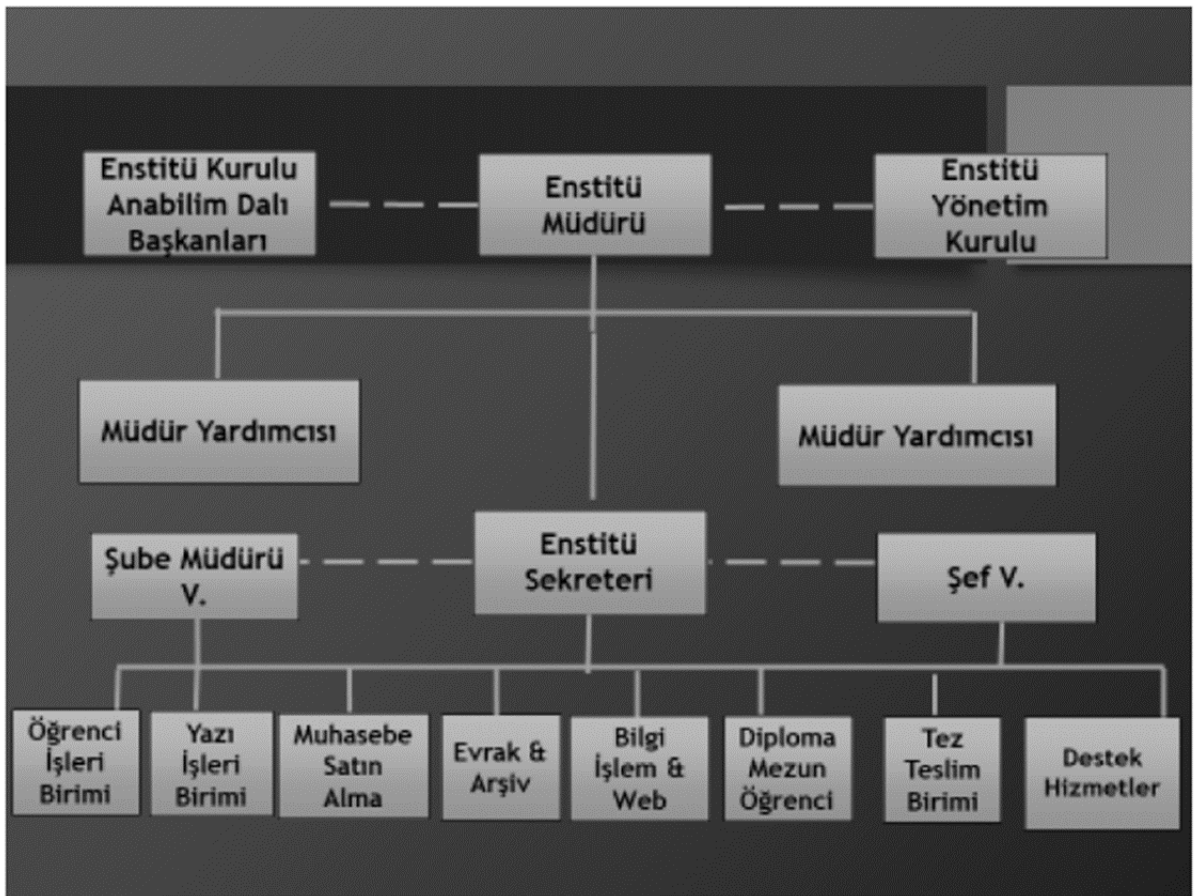 Enstitü Kurulu
Anabilim Dalı
Başkanları
Enstitü
Müdürü
Enstitü
Yönetim
Kurulu
Müdür Yardımcısı
Müdür Yardımcısı
Şube Müdürü
V.
Enstitü
Sekreteri
Şef V.
Öğrenci
İşleri
Birimi
Yazı
İşleri
Birimi
Muhasebe
Satın
Alma
Evrak &
Arşiv
Bilgi
İşlem &
Web
Diploma
Mezun
Öğrenci
Tez
Teslim
Birimi
Destek
Hizmetler